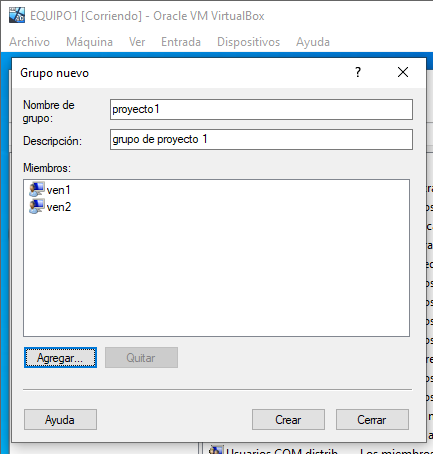 EQUIPO1 [Corriendo] - Oracle VM VirtualBox
Archivo Máquina Ver Entrada Dispositivos Ayuda
Grupo nuevo ? ✕
Nombre de grupo: proyecto1
Descripción: grupo de proyecto 1
Miembros:
ven1
ven2
Agregar... Quitar
Ayuda Crear Cerrar
Usuarios COM distrib... Los miembros